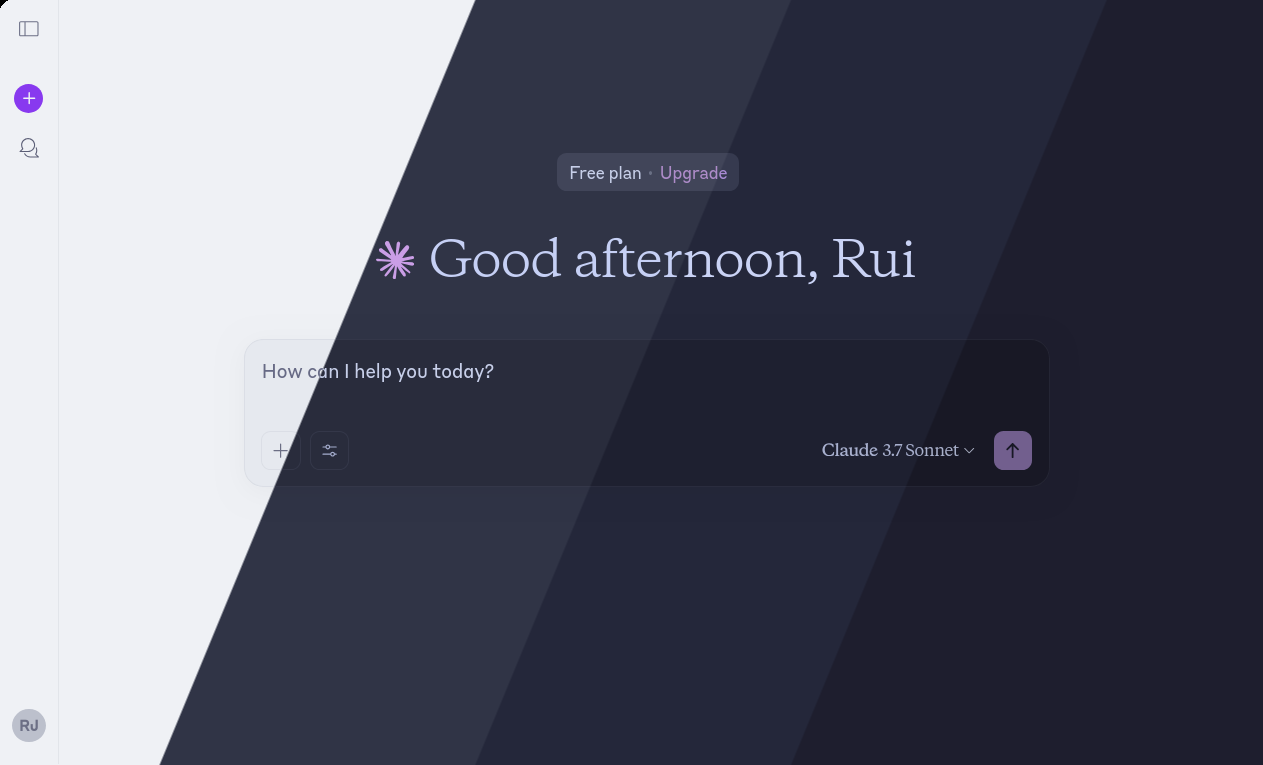 Free plan · Upgrade
Good afternoon, Rui
How can I help you today?
Claude 3.7 Sonnet
RJ